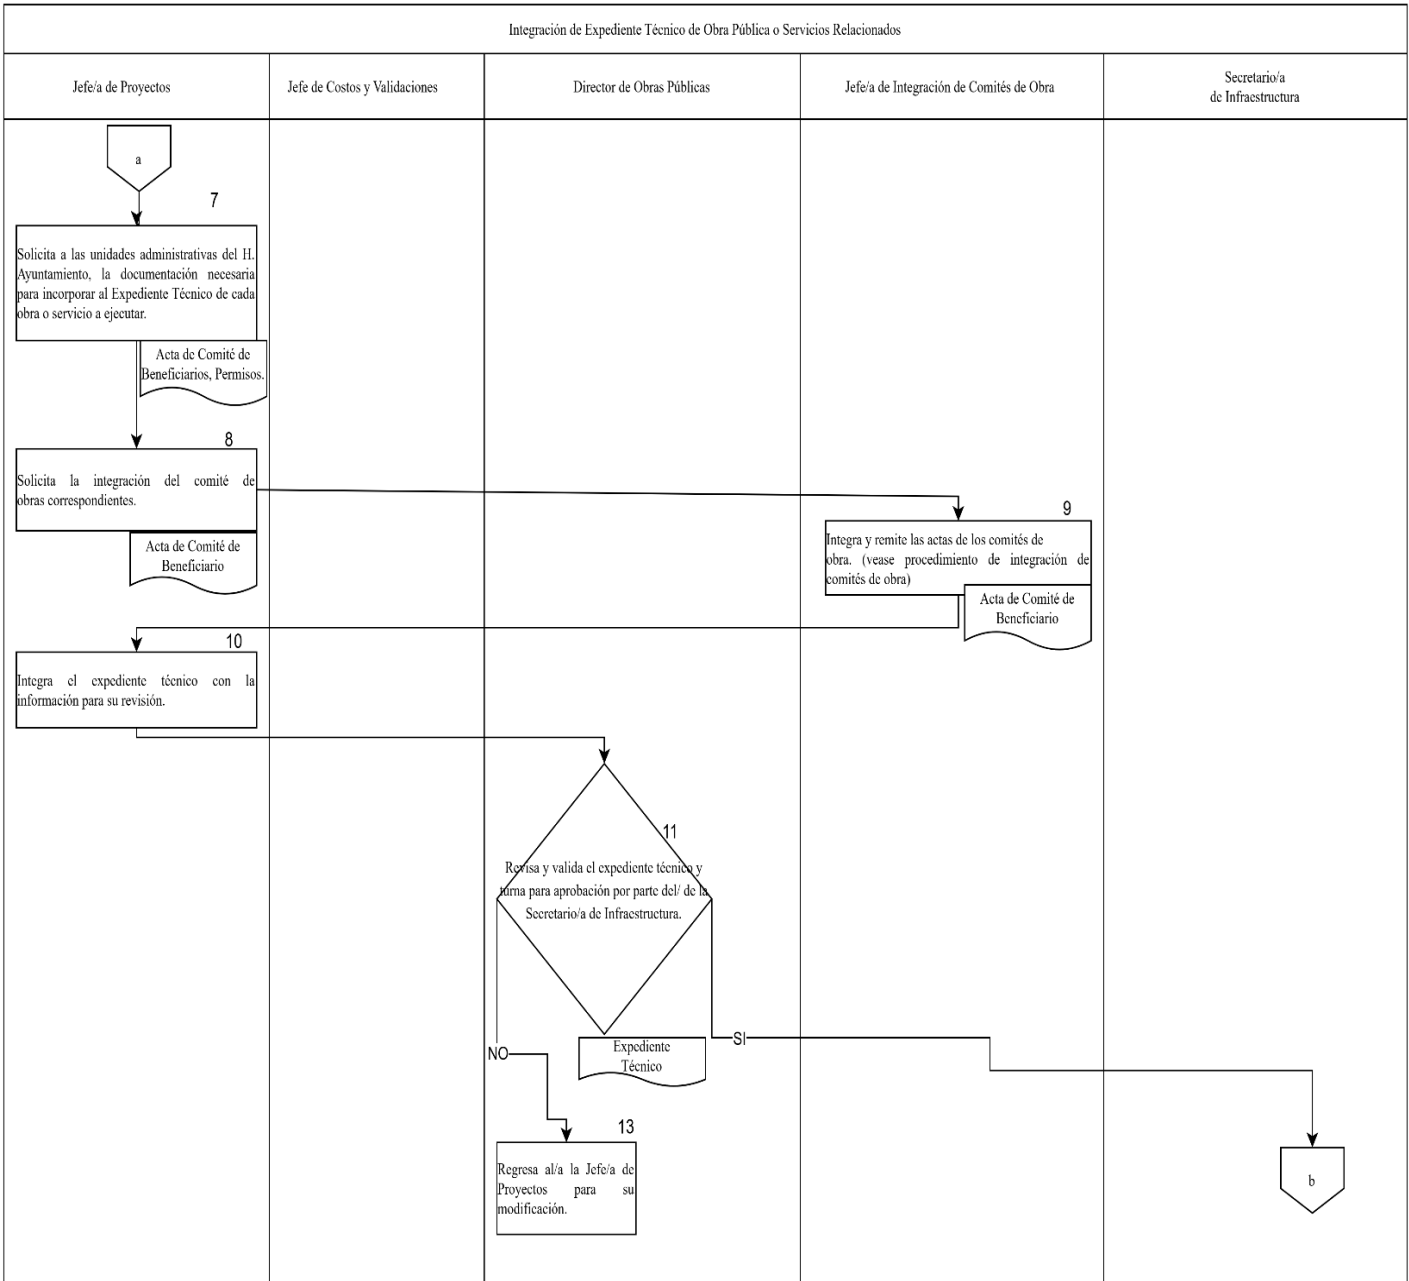 Integración de Expediente Técnico de Obra Pública o Servicios Relacionados
Jefe/a de Proyectos
Jefe de Costos y Validaciones
Director de Obras Públicas
Jefe/a de Integración de Comités de Obra
Secretario/a
de Infraestructura
a
7
Solicita a las unidades administrativas del H.
Ayuntamiento, la documentación necesaria
para incorporar al Expediente Técnico de cada
obra o servicio a ejecutar.
Acta de Comité de
Beneficiarios, Permisos.
8
Solicita la integración del comité de
obras correspondientes.
Acta de Comité de
Beneficiario
9
Integra y remite las actas de los comités de
obra. (vease procedimiento de integración de
comités de obra)
Acta de Comité de
Beneficiario
10
Integra el expediente técnico con la
información para su revisión.
11
Revisa y valida el expediente técnico y
turna para aprobación por parte del/ de la
Secretario/a de Infraestructura.
Expediente
Técnico
SI
NO
13
Regresa al/a la Jefe/a de
Proyectos para su
modificación.
b